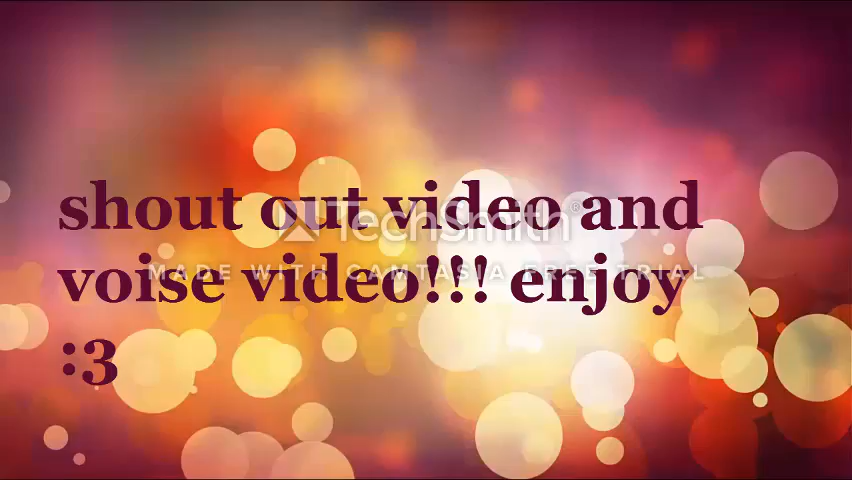 shout out video and
TechSmith®
voise video!!! enjoy
MADE WITH CAMTASIA FREE TRIAL
:3